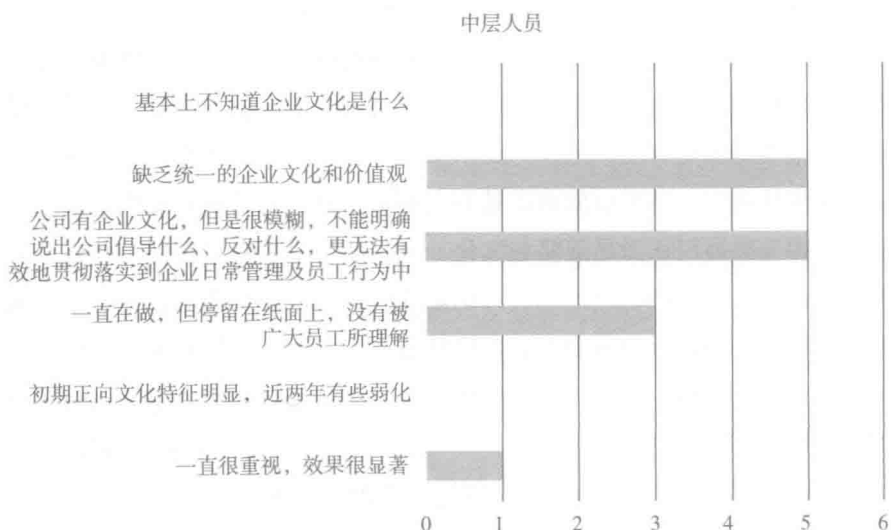 中层人员
基本上不知道企业文化是什么
缺乏统一的企业文化和价值观
公司有企业文化，但是很模糊，不能明确
说出公司倡导什么、反对什么，更无法有
效地贯彻落实到企业日常管理及员工行为中
一直在做，但停留在纸面上，没有被
广大员工所理解
初期正向文化特征明显，近两年有些弱化
一直很重视，效果很显著
0 1 2 3 4 5 6